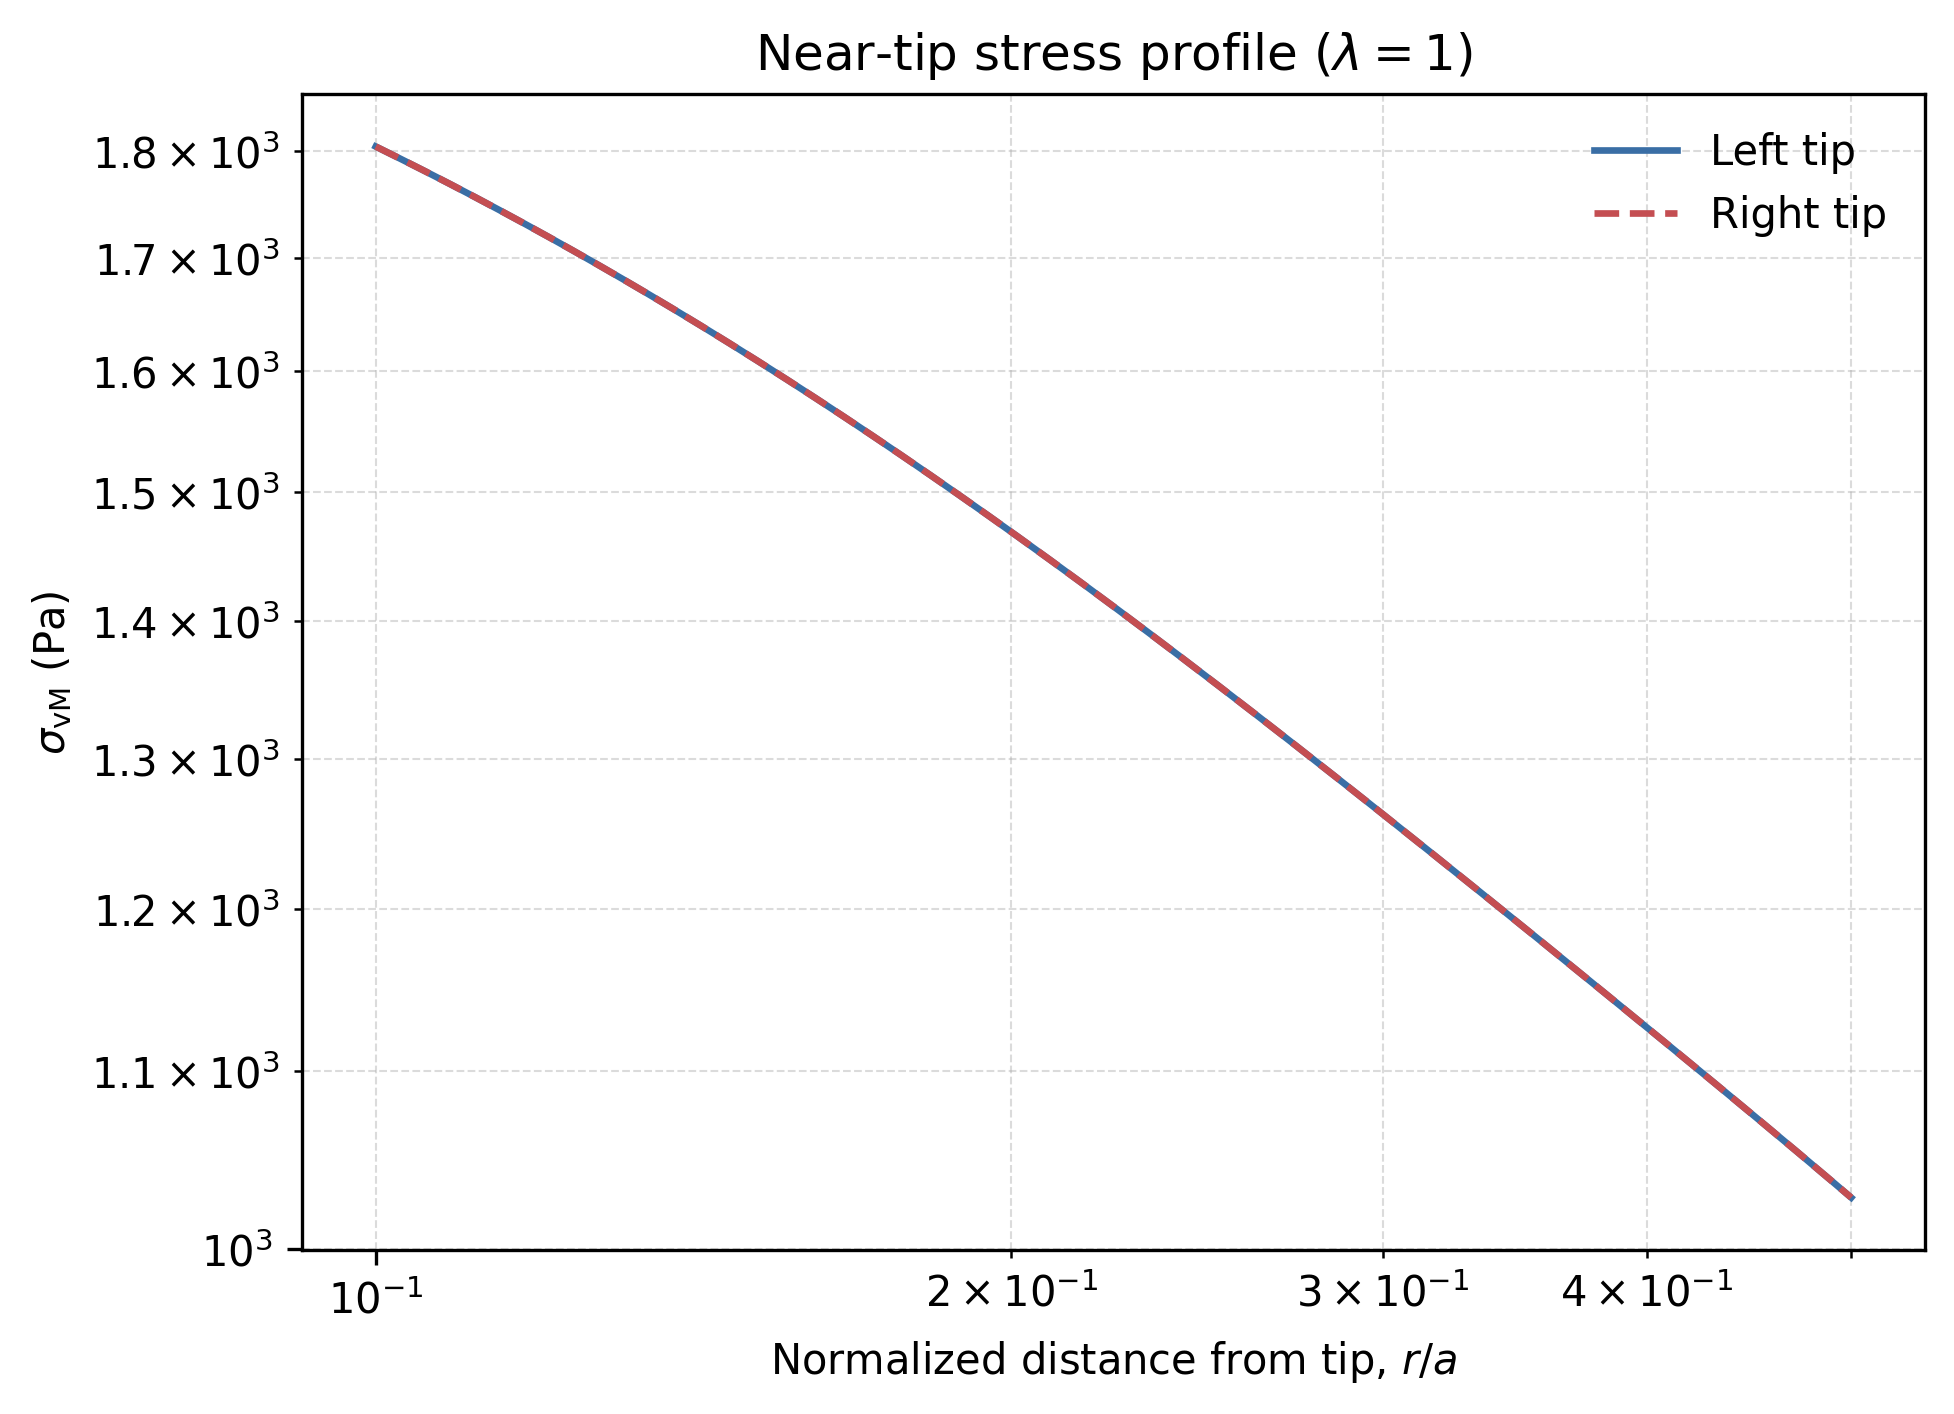 Near-tip stress profile (λ = 1)
Left tip
Right tip
1.8 × 10³
1.7 × 10³
1.6 × 10³
1.5 × 10³
1.4 × 10³
1.3 × 10³
1.2 × 10³
1.1 × 10³
10³
σvM (Pa)
10⁻¹ 2 × 10⁻¹ 3 × 10⁻¹ 4 × 10⁻¹
Normalized distance from tip, r/a